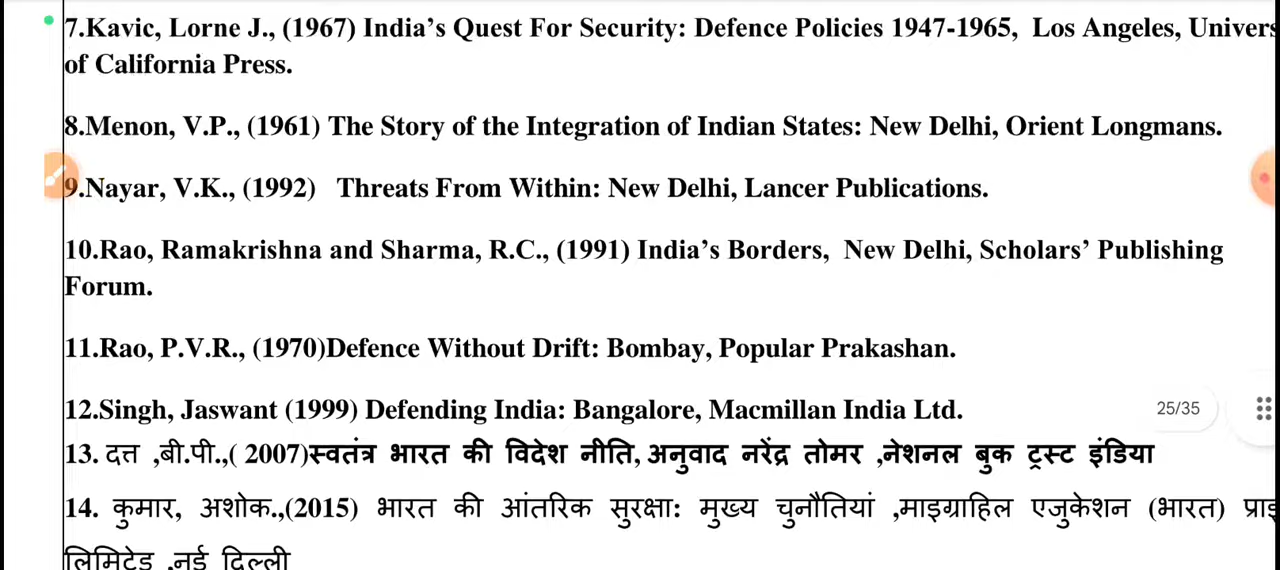 7.Kavic, Lorne J., (1967) India’s Quest For Security: Defence Policies 1947-1965, Los Angeles, Univers
of California Press.
8.Menon, V.P., (1961) The Story of the Integration of Indian States: New Delhi, Orient Longmans.
9.Nayar, V.K., (1992) Threats From Within: New Delhi, Lancer Publications.
10.Rao, Ramakrishna and Sharma, R.C., (1991) India’s Borders, New Delhi, Scholars’ Publishing
Forum.
11.Rao, P.V.R., (1970)Defence Without Drift: Bombay, Popular Prakashan.
12.Singh, Jaswant (1999) Defending India: Bangalore, Macmillan India Ltd.
25/35
13. दत्त ,बी.पी.,( 2007)स्वतंत्र भारत की विदेश नीति, अनुवाद नरेंद्र तोमर ,नेशनल बुक ट्रस्ट इंडिया
14. कुमार, अशोक.,(2015) भारत की आंतरिक सुरक्षा: मुख्य चुनौतियां ,माइग्राहिल एजुकेशन (भारत) प्राइ
लिमिटेड ,नई दिल्ली